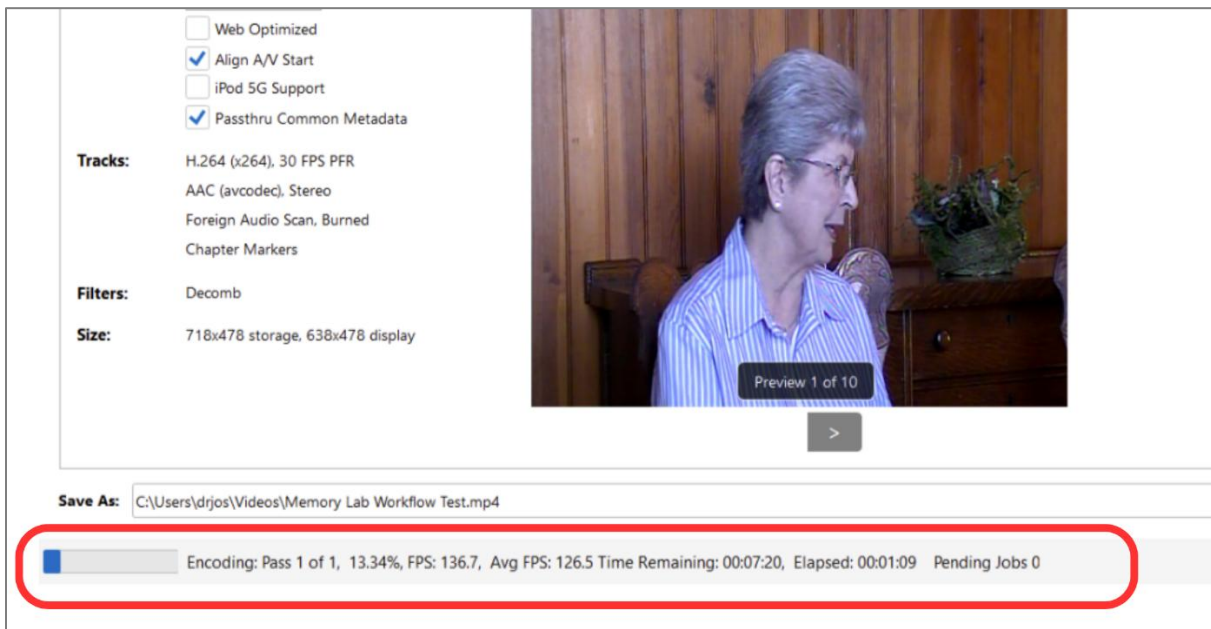 Web Optimized
Align A/V Start
iPod 5G Support
Passthru Common Metadata
Tracks: H.264 (x264), 30 FPS PFR
AAC (avcodec), Stereo
Foreign Audio Scan, Burned
Chapter Markers
Filters: Decomb
Size: 718x478 storage, 638x478 display
Preview 1 of 10
>
Save As: C:\Users\drjos\Videos\Memory Lab Workflow Test.mp4
Encoding: Pass 1 of 1, 13.34%, FPS: 136.7, Avg FPS: 126.5 Time Remaining: 00:07:20, Elapsed: 00:01:09 Pending Jobs 0